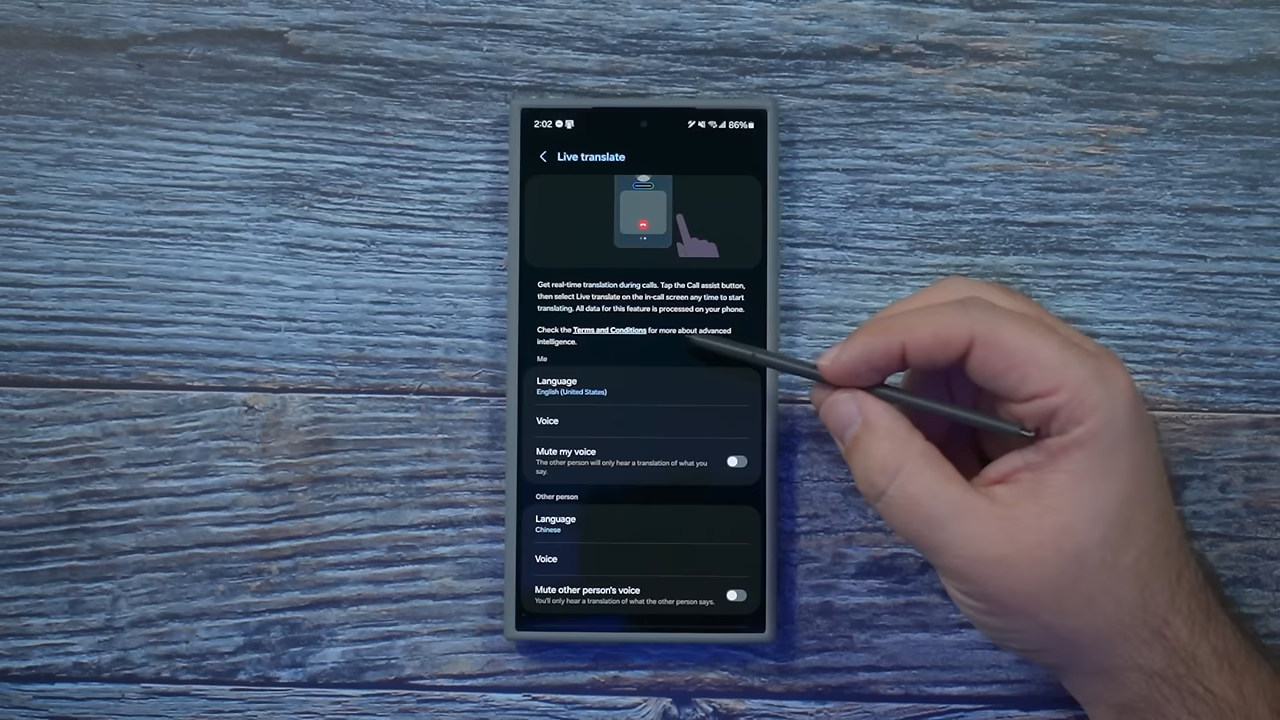 2:02
86%
Live translate
Get real-time translation during calls. Tap the Call assist button,
then select Live translate on the in-call screen any time to start
translating. All data for this feature is processed on your phone.
Check the Terms and Conditions for more about advanced
intelligence.
Me
Language
English (United States)
Voice
Mute my voice
The other person will only hear a translation of what you
say.
Other person
Language
Chinese
Voice
Mute other person's voice
You'll only hear a translation of what the other person says.